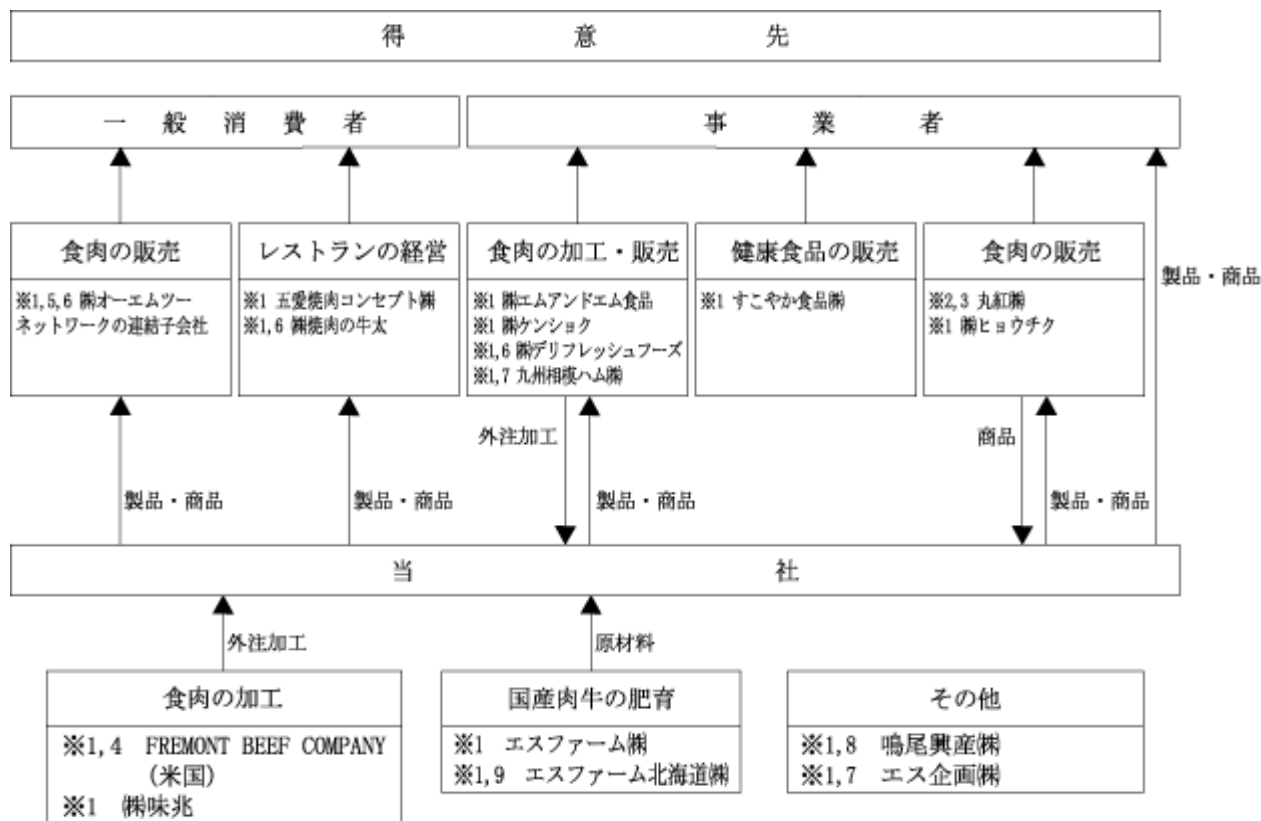 得意先
一般消費者
事業者
食肉の販売
※1,5,6 ㈱オーエムツー
ネットワークの連結子会社
レストランの経営
※1 五愛焼肉コンセプト㈱
※1,6 ㈱焼肉の牛太
食肉の加工・販売
※1 ㈱エムアンドエム食品
※1 ㈱ケンショク
※1,6 ㈱デリフレッシュフーズ
※1,7 九州相模ハム㈱
健康食品の販売
※1 すこやか食品㈱
食肉の販売
※2,3 丸紅㈱
※1 ㈱ヒョウチク
製品・商品
外注加工
商品
製品・商品
製品・商品
製品・商品
製品・商品
当社
外注加工
原材料
食肉の加工
※1,4 FREMONT BEEF COMPANY
(米国)
※1 ㈱味兆
国産肉牛の肥育
※1 エスファーム㈱
※1,9 エスファーム北海道㈱
その他
※1,8 鳴尾興産㈱
※1,7 エス企画㈱